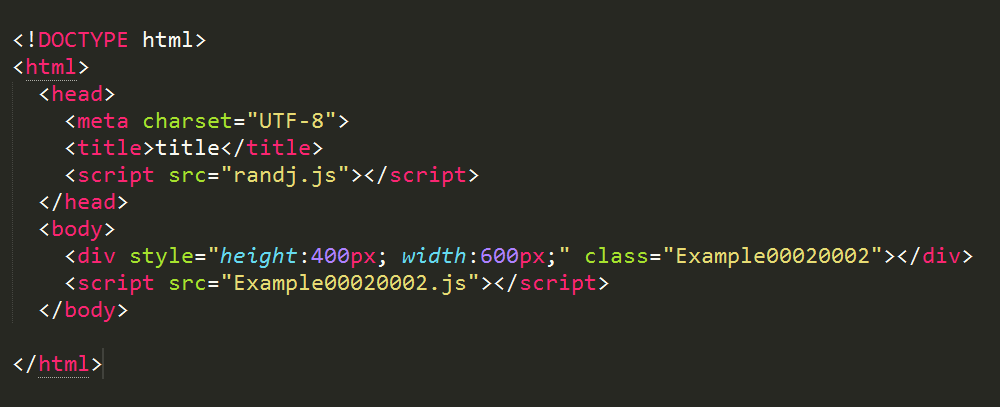 <!DOCTYPE html>
<html>
<head>
<meta charset="UTF-8">
<title>title</title>
<script src="randj.js"></script>
</head>
<body>
<div style="height:400px; width:600px;" class="Example00020002"></div>
<script src="Example00020002.js"></script>
</body>
</html>